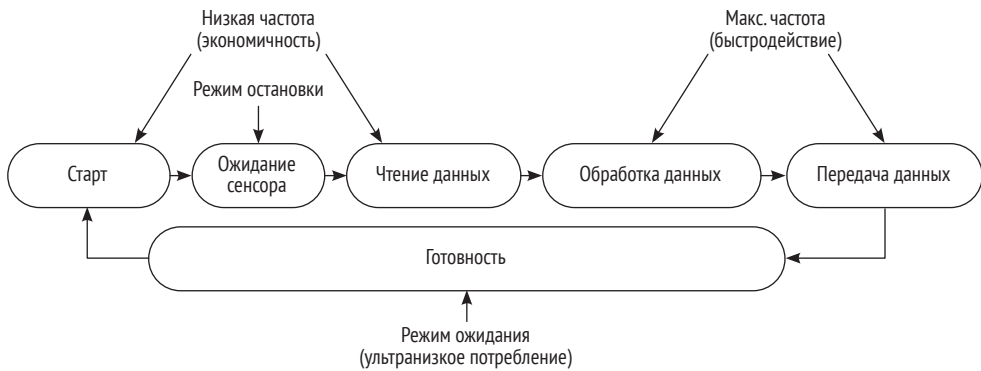 Низкая частота
(экономичность)
Макс. частота
(быстродействие)
Режим остановки
Старт
Ожидание
сенсора
Чтение данных
Обработка данных
Передача данных
Готовность
Режим ожидания
(ультранизкое потребление)